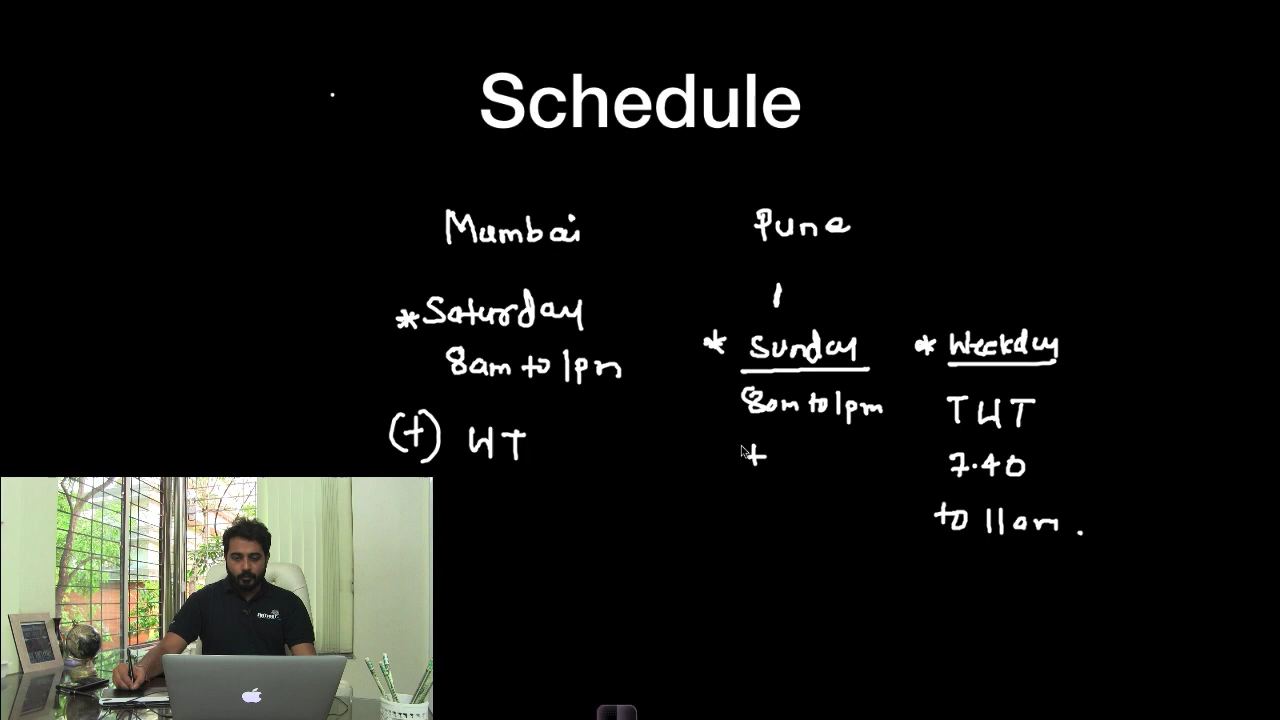 Schedule
Mumbai
*Saturday
8am to 1pm
(+) WT
Pune
* Sunday
8am to 1pm
+
* Weekday
THT
7.40
to 11am.